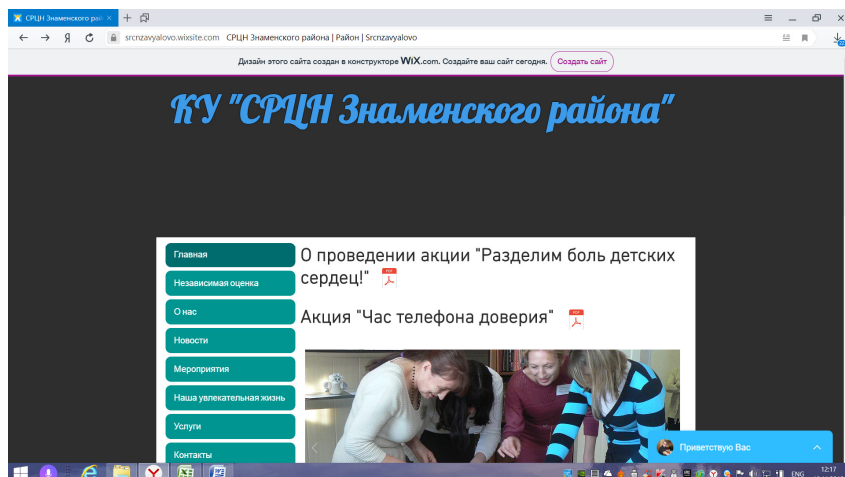 СРЦН Знаменского рай
srcnzavyalovo.wixsite.com СРЦН Знаменского района | Район | Srcnzavyalovo
Дизайн этого сайта создан в конструкторе WiX.com. Создайте ваш сайт сегодня. Создать сайт
КУ "СРЦН Знаменского района"
Главная
Независимая оценка
О нас
Новости
Мероприятия
Наша увлекательная жизнь
Услуги
Контакты
О проведении акции "Разделим боль детских
сердец!" PDF
Акция "Час телефона доверия" PDF
Приветствую Вас
ENG 12:17